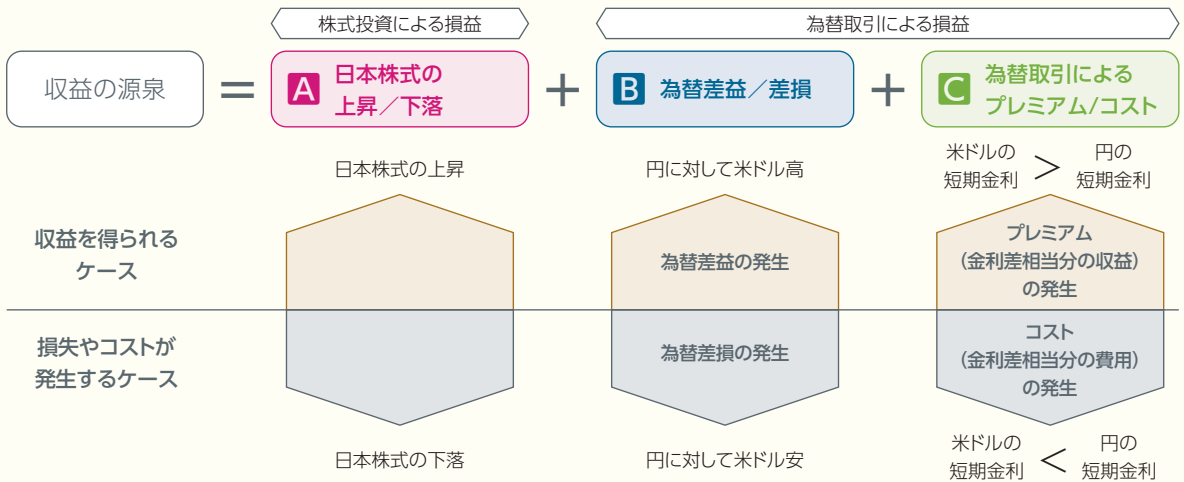 株式投資による損益
為替取引による損益
収益の源泉
=
A 日本株式の
上昇／下落
+
B 為替差益／差損
+
C 為替取引による
プレミアム/コスト
日本株式の上昇
円に対して米ドル高
米ドルの
短期金利
>
円の
短期金利
収益を得られる
ケース
為替差益の発生
プレミアム
(金利差相当分の収益)
の発生
損失やコストが
発生するケース
為替差損の発生
コスト
(金利差相当分の費用)
の発生
日本株式の下落
円に対して米ドル安
米ドルの
短期金利
<
円の
短期金利